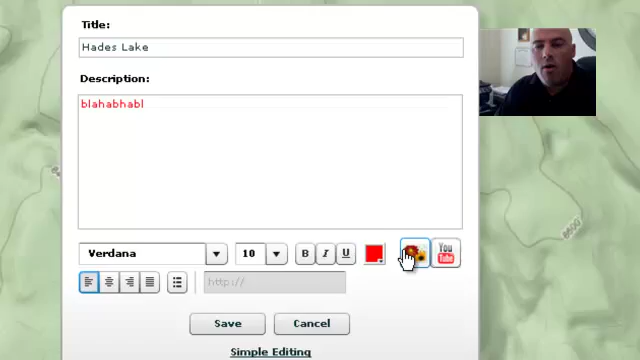 Title:
Hades Lake
Description:
blahabhabl
Verdana 10 B I U You Tube
http://
Save Cancel
Simple Editing